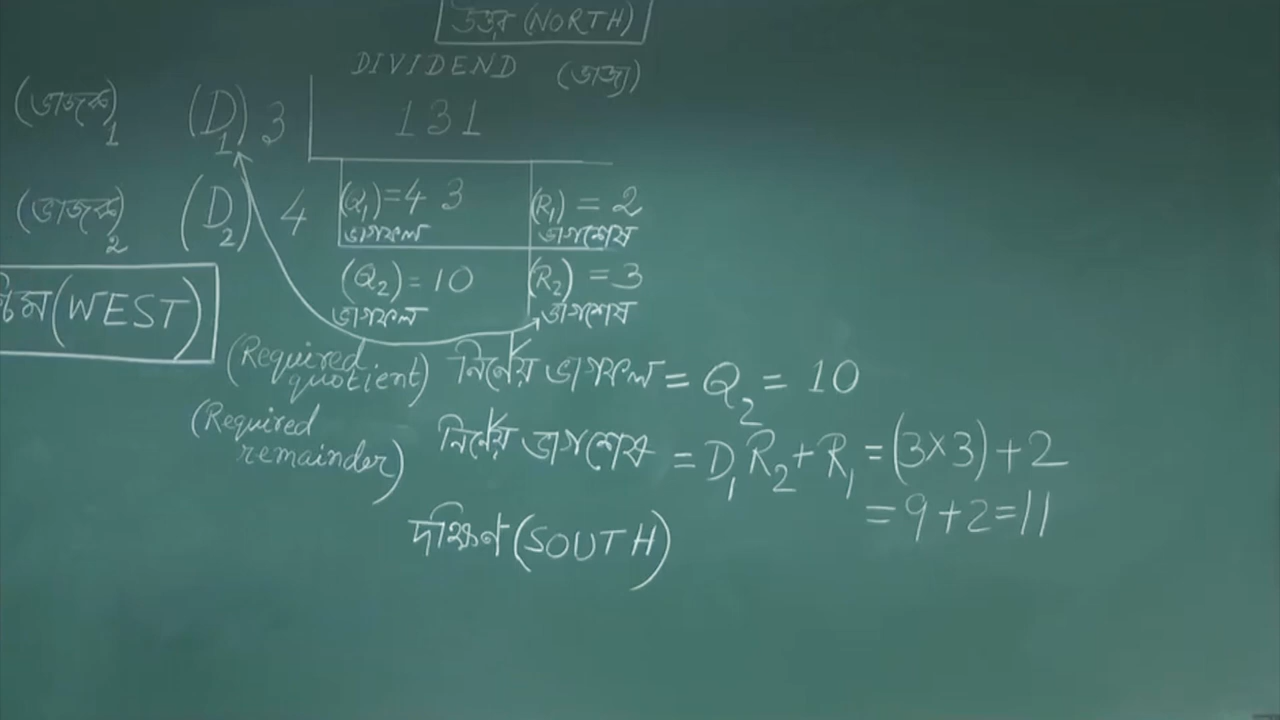 উত্তর (NORTH)
DIVIDEND (ভাজ্য)
(ভাজক)₁ (D₁) 3 131
(ভাজক)₂ (D₂) 4 (Q₁)=4 3 (R₁) = 2
ভাগফল ভাগশেষ
(Q₂)= 10 (R₂) = 3
ভাগফল ভাগশেষ
শ্চিম (WEST)
(Required quotient) নির্ণেয় ভাগফল = Q₂ = 10
(Required remainder) নির্ণেয় ভাগশেষ = D₁R₂+R₁ = (3×3)+2
= 9+2=11
দক্ষিণ (SOUTH)